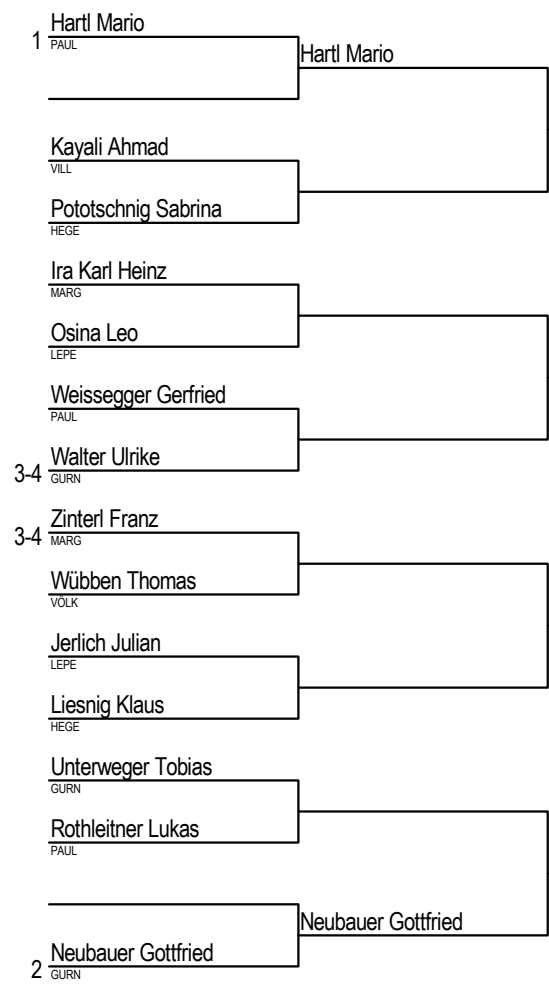 Hartl Mario
1 PAUL
Hartl Mario
Kayali Ahmad
VILL
Pototschnig Sabrina
HEGE
Ira Karl Heinz
MARG
Osina Leo
LEPE
Weissegger Gerfried
PAUL
Walter Ulrike
3-4 GURN
Zinterl Franz
3-4 MARG
Wübben Thomas
VÖLK
Jerlich Julian
LEPE
Liesnig Klaus
HEGE
Unterweger Tobias
GURN
Rothleitner Lukas
PAUL
Neubauer Gottfried
Neubauer Gottfried
2 GURN